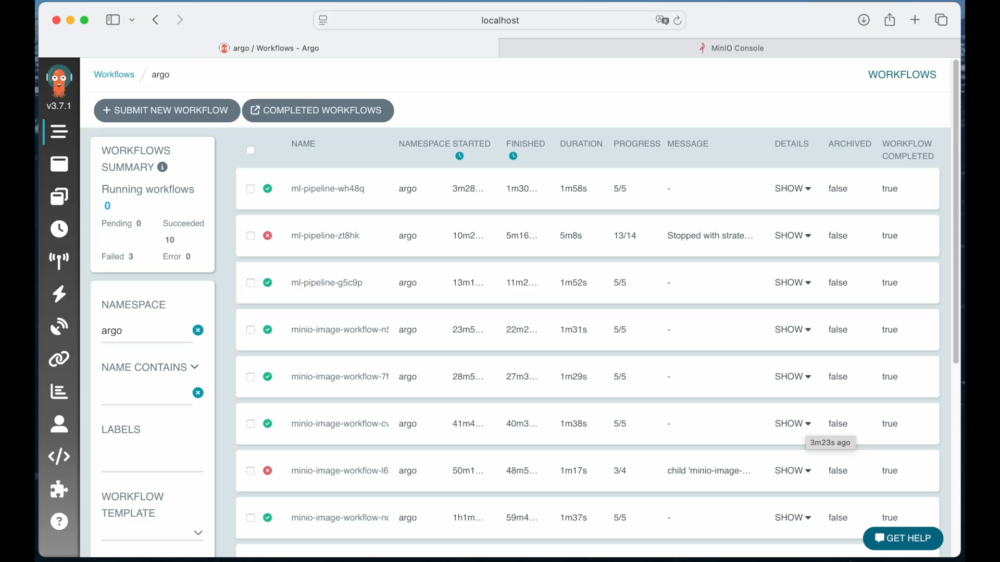 localhost
argo / Workflows - Argo
MinIO Console
v3.7.1
Workflows / argo
WORKFLOWS
+ SUBMIT NEW WORKFLOW
COMPLETED WORKFLOWS
WORKFLOWS
SUMMARY
Running workflows
0
Pending 0 Succeeded
10
Failed 3 Error 0
NAMESPACE
argo
NAME CONTAINS
LABELS
WORKFLOW
TEMPLATE
NAME NAMESPACE STARTED FINISHED DURATION PROGRESS MESSAGE DETAILS ARCHIVED WORKFLOW
COMPLETED
ml-pipeline-wh48q argo 3m28... 1m30... 1m58s 5/5 - SHOW false true
ml-pipeline-zt8hk argo 10m2... 5m16... 5m8s 13/14 Stopped with strate... SHOW false true
ml-pipeline-g5c9p argo 13m1... 11m2... 1m52s 5/5 - SHOW false true
minio-image-workflow-n5 argo 23m5... 22m2... 1m31s 5/5 - SHOW false true
minio-image-workflow-7f argo 28m5... 27m3... 1m29s 5/5 - SHOW false true
minio-image-workflow-cv argo 41m4... 40m3... 1m38s 5/5 - SHOW false true
3m23s ago
minio-image-workflow-l6 argo 50m1... 48m5... 1m17s 3/4 child 'minio-image-... SHOW false true
minio-image-workflow-nc argo 1h1m... 59m4... 1m37s 5/5 - SHOW false true
GET HELP